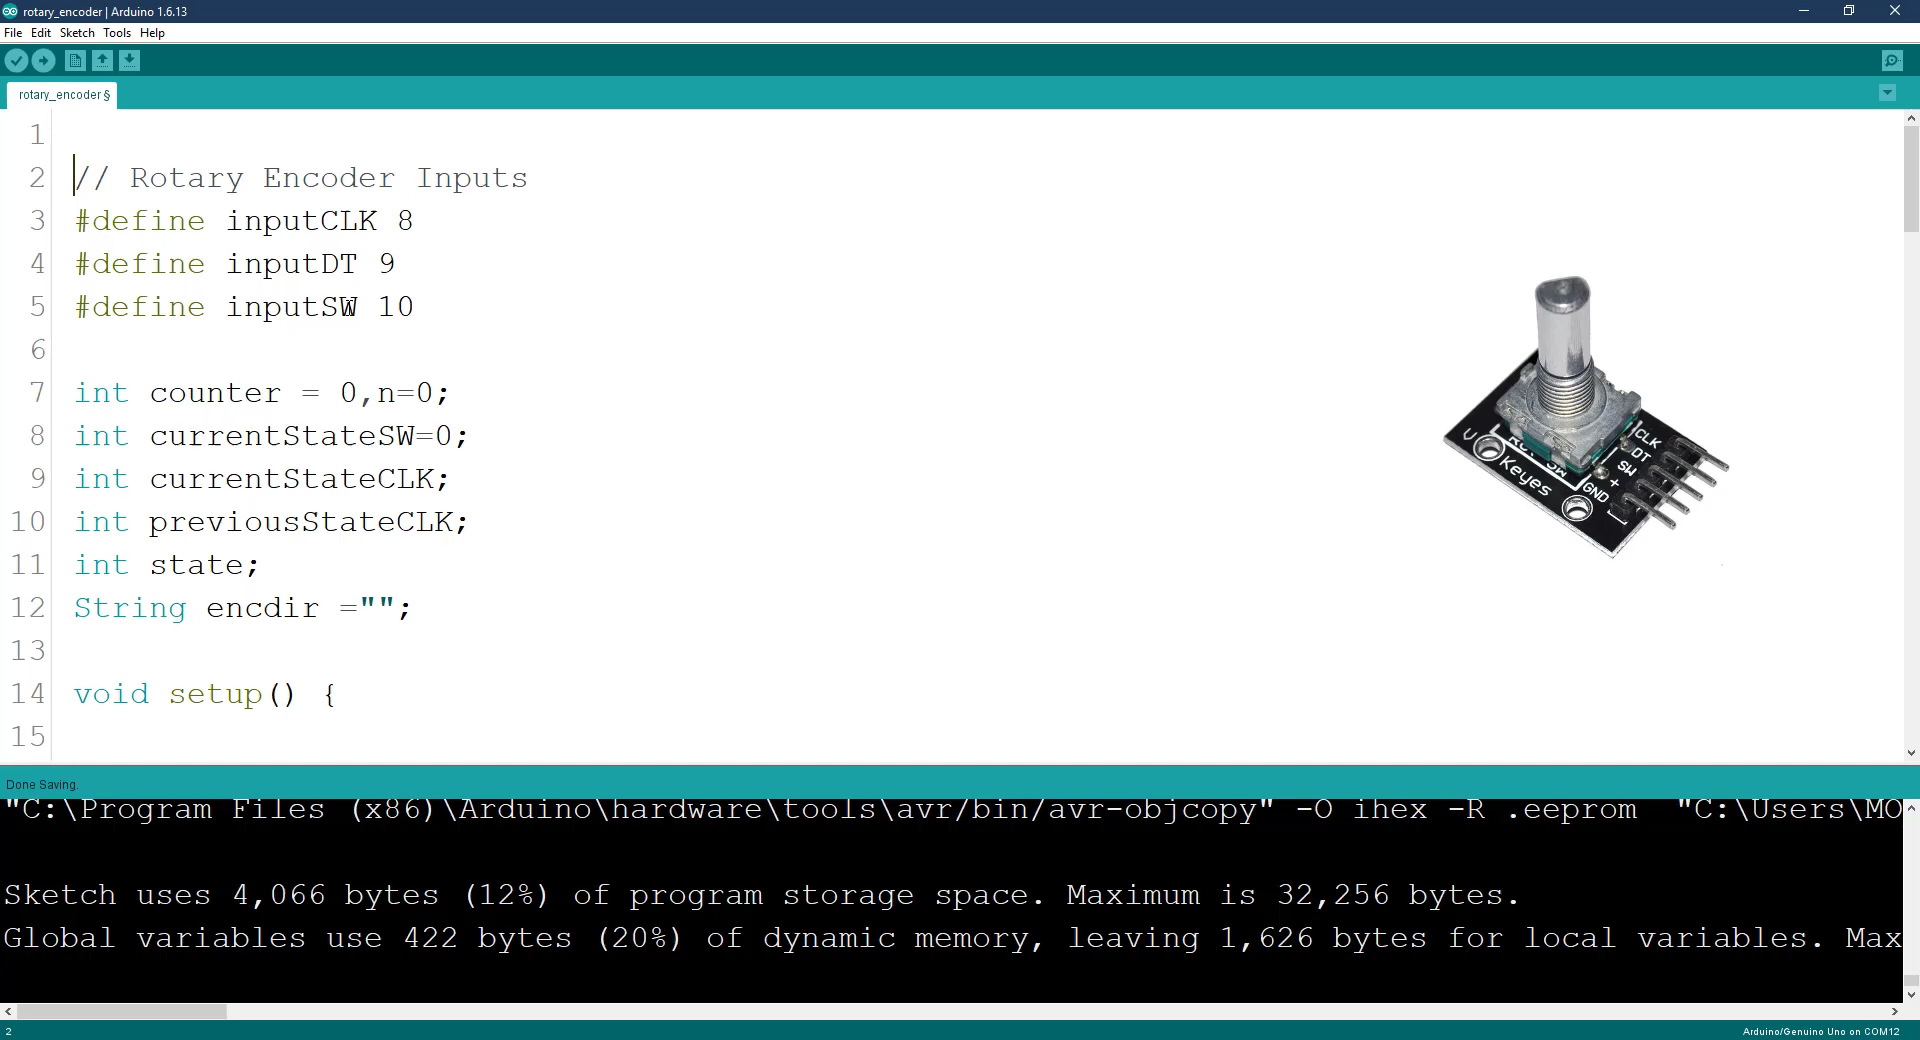 rotary_encoder | Arduino 1.6.13
File Edit Sketch Tools Help
rotary_encoder §
1
2 // Rotary Encoder Inputs
3 #define inputCLK 8
4 #define inputDT 9
5 #define inputSW 10
6
7 int counter = 0,n=0;
8 int currentStateSW=0;
9 int currentStateCLK;
10 int previousStateCLK;
11 int state;
12 String encdir ="";
13
14 void setup() {
15
CLK
DT
SW
+
GND
Keyes
Done Saving.
"C:\Program Files (x86)\Arduino\hardware\tools\avr/bin/avr-objcopy" -O ihex -R .eeprom "C:\Users\MO
Sketch uses 4,066 bytes (12%) of program storage space. Maximum is 32,256 bytes.
Global variables use 422 bytes (20%) of dynamic memory, leaving 1,626 bytes for local variables. Max
2
Arduino/Genuino Uno on COM12